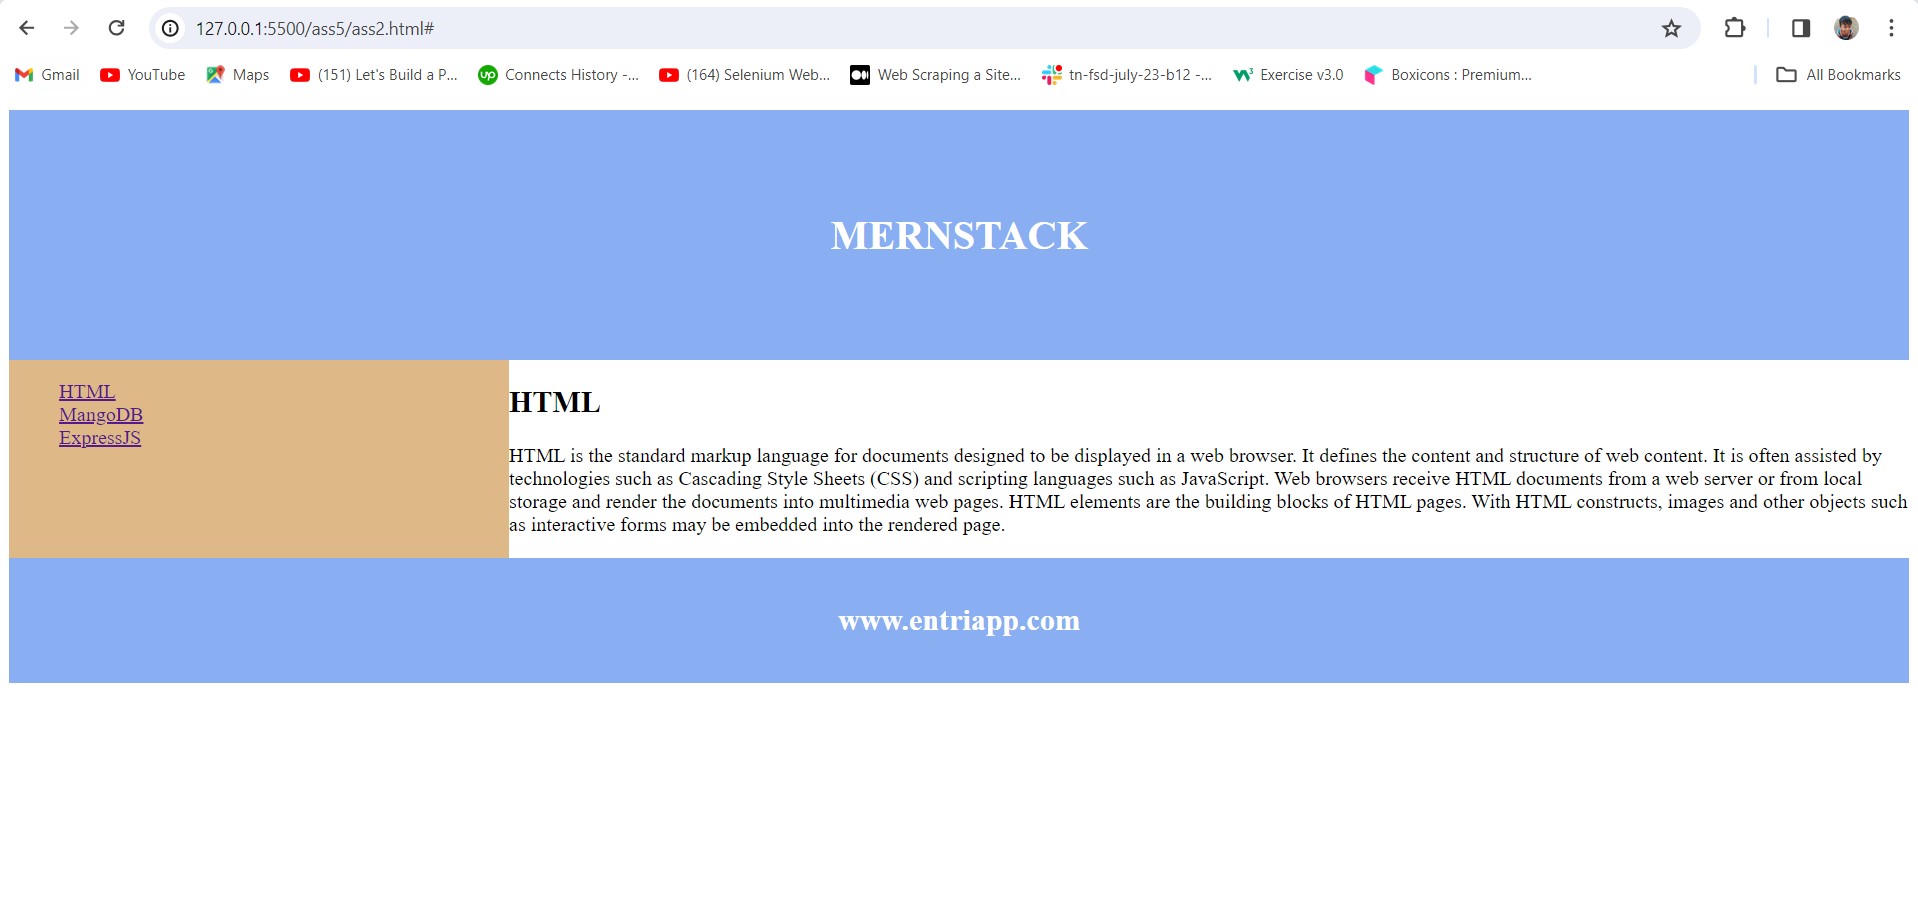 127.0.0.1:5500/ass5/ass2.html#
Gmail YouTube Maps (151) Let's Build a P... up Connects History -... (164) Selenium Web... Web Scraping a Site... tn-fsd-july-23-b12 -... W3 Exercise v3.0 Boxicons : Premium... All Bookmarks
MERNSTACK
HTML
MangoDB
ExpressJS
HTML
HTML is the standard markup language for documents designed to be displayed in a web browser. It defines the content and structure of web content. It is often assisted by
technologies such as Cascading Style Sheets (CSS) and scripting languages such as JavaScript. Web browsers receive HTML documents from a web server or from local
storage and render the documents into multimedia web pages. HTML elements are the building blocks of HTML pages. With HTML constructs, images and other objects such
as interactive forms may be embedded into the rendered page.
www.entriapp.com